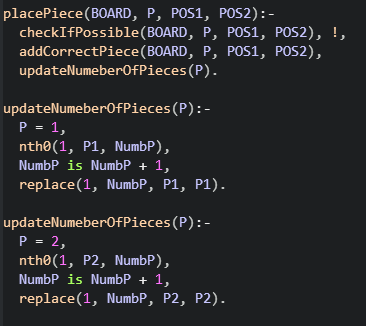 placePiece(BOARD, P, POS1, POS2):-
checkIfPossible(BOARD, P, POS1, POS2), !,
addCorrectPiece(BOARD, P, POS1, POS2),
updateNumeberOfPieces(P).
updateNumeberOfPieces(P):-
P = 1,
nth0(1, P1, NumbP),
NumbP is NumbP + 1,
replace(1, NumbP, P1, P1).
updateNumeberOfPieces(P):-
P = 2,
nth0(1, P2, NumbP),
NumbP is NumbP + 1,
replace(1, NumbP, P2, P2).